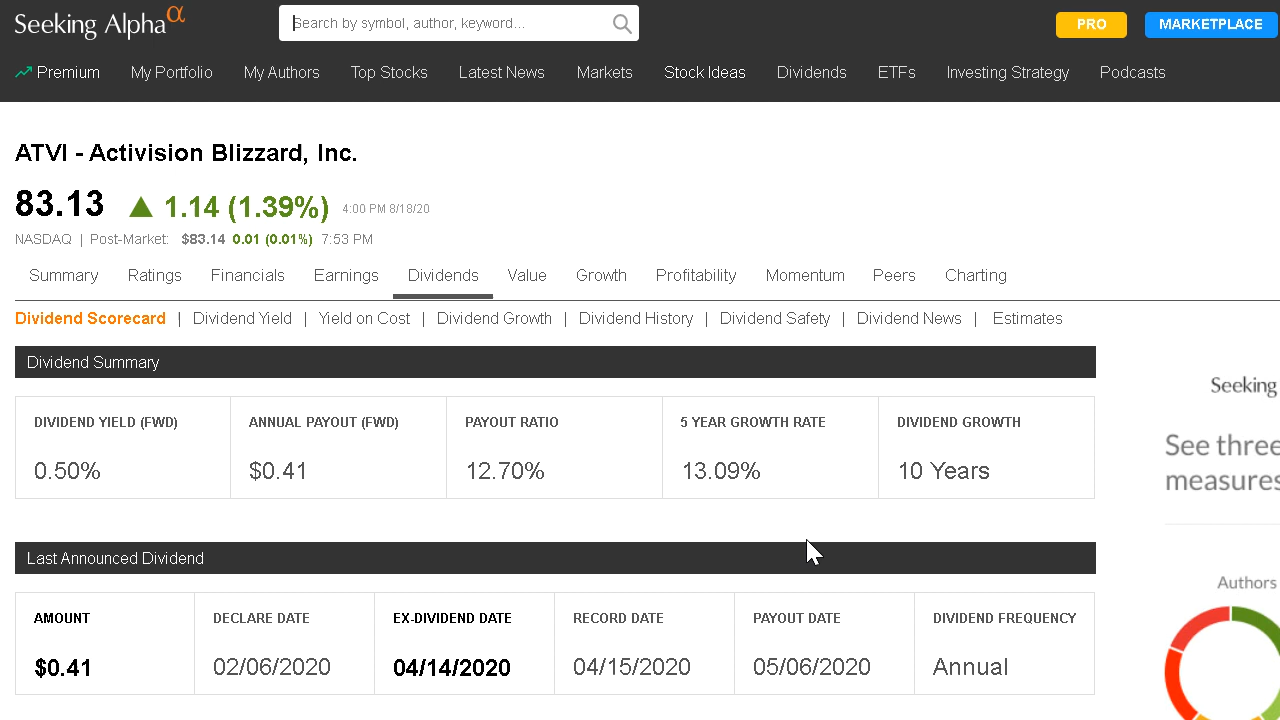 Seeking Alpha α
Search by symbol, author, keyword...
PRO
MARKETPLACE
Premium My Portfolio My Authors Top Stocks Latest News Markets Stock Ideas Dividends ETFs Investing Strategy Podcasts
ATVI - Activision Blizzard, Inc.
83.13 ▲ 1.14 (1.39%) 4:00 PM 8/18/20
NASDAQ | Post-Market: $83.14 0.01 (0.01%) 7:53 PM
Summary Ratings Financials Earnings Dividends Value Growth Profitability Momentum Peers Charting
Dividend Scorecard | Dividend Yield | Yield on Cost | Dividend Growth | Dividend History | Dividend Safety | Dividend News | Estimates
Dividend Summary
DIVIDEND YIELD (FWD) ANNUAL PAYOUT (FWD) PAYOUT RATIO 5 YEAR GROWTH RATE DIVIDEND GROWTH
0.50% $0.41 12.70% 13.09% 10 Years
Last Announced Dividend
AMOUNT DECLARE DATE EX-DIVIDEND DATE RECORD DATE PAYOUT DATE DIVIDEND FREQUENCY
$0.41 02/06/2020 04/14/2020 04/15/2020 05/06/2020 Annual
Seeking
See three
measures
Authors